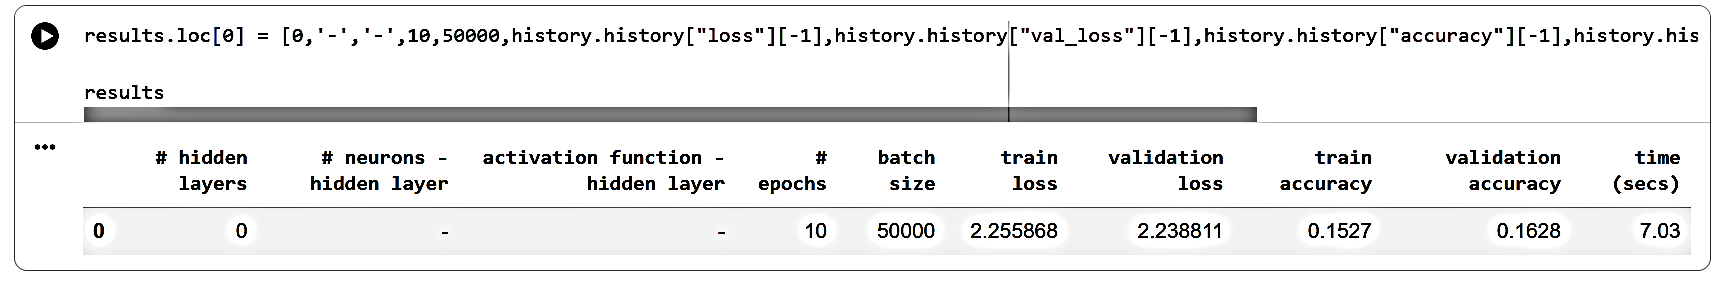 results.loc[0] = [0,'-','-',10,50000,history.history["loss"][-1],history.history["val_loss"][-1],history.history["accuracy"][-1],history.his
results
# hidden layers # neurons - hidden layer activation function - hidden layer # epochs batch size train loss validation loss train accuracy validation accuracy time (secs)
0 0 - - 10 50000 2.255868 2.238811 0.1527 0.1628 7.03